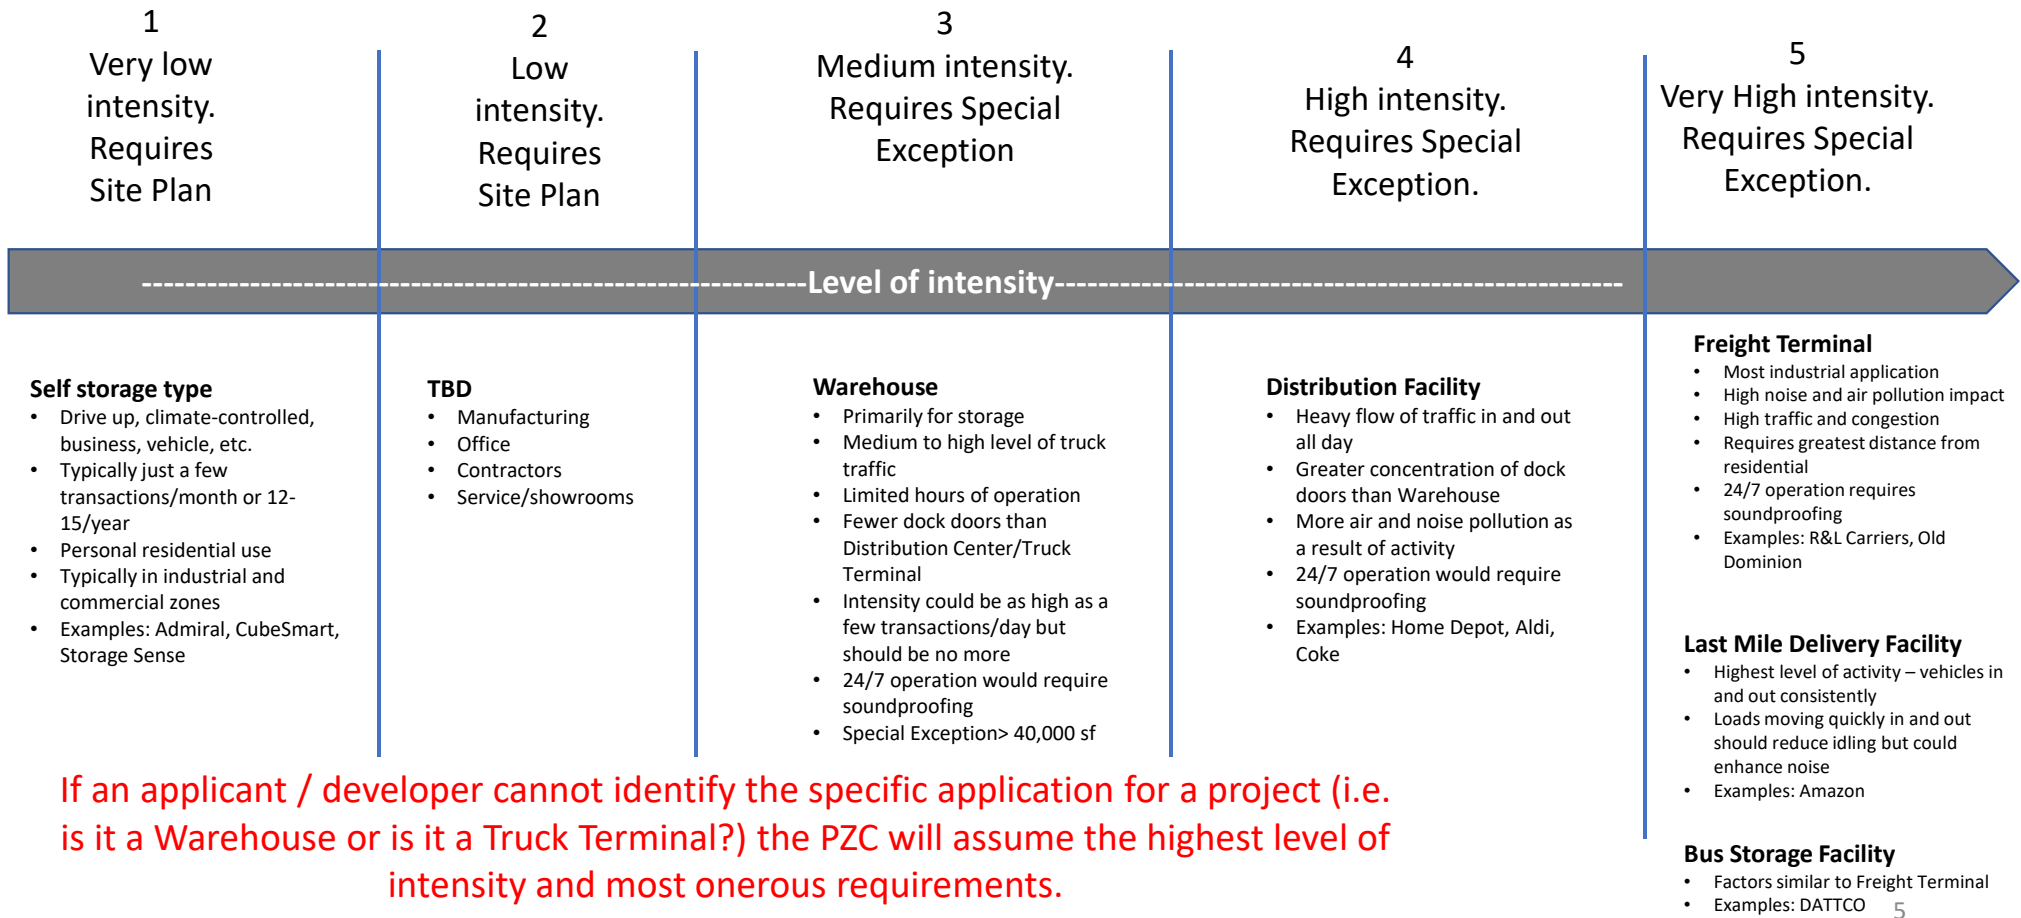 1
Very low
intensity.
Requires
Site Plan
2
Low
intensity.
Requires
Site Plan
3
Medium intensity.
Requires Special
Exception
4
High intensity.
Requires Special
Exception.
5
Very High intensity.
Requires Special
Exception.
-------------------------------------------------------------Level of intensity----------------------------------------------------
Self storage type
• Drive up, climate-controlled,
business, vehicle, etc.
• Typically just a few
transactions/month or 12-
15/year
• Personal residential use
• Typically in industrial and
commercial zones
• Examples: Admiral, CubeSmart,
Storage Sense
TBD
• Manufacturing
• Office
• Contractors
• Service/showrooms
Warehouse
• Primarily for storage
• Medium to high level of truck
traffic
• Limited hours of operation
• Fewer dock doors than
Distribution Center/Truck
Terminal
• Intensity could be as high as a
few transactions/day but
should be no more
• 24/7 operation would require
soundproofing
• Special Exception> 40,000 sf
Distribution Facility
• Heavy flow of traffic in and out
all day
• Greater concentration of dock
doors than Warehouse
• More air and noise pollution as
a result of activity
• 24/7 operation would require
soundproofing
• Examples: Home Depot, Aldi,
Coke
Freight Terminal
• Most industrial application
• High noise and air pollution impact
• High traffic and congestion
• Requires greatest distance from
residential
• 24/7 operation requires
soundproofing
• Examples: R&L Carriers, Old
Dominion
Last Mile Delivery Facility
• Highest level of activity – vehicles in
and out consistently
• Loads moving quickly in and out
should reduce idling but could
enhance noise
• Examples: Amazon
Bus Storage Facility
• Factors similar to Freight Terminal
• Examples: DATTCO
If an applicant / developer cannot identify the specific application for a project (i.e.
is it a Warehouse or is it a Truck Terminal?) the PZC will assume the highest level of
intensity and most onerous requirements.
5